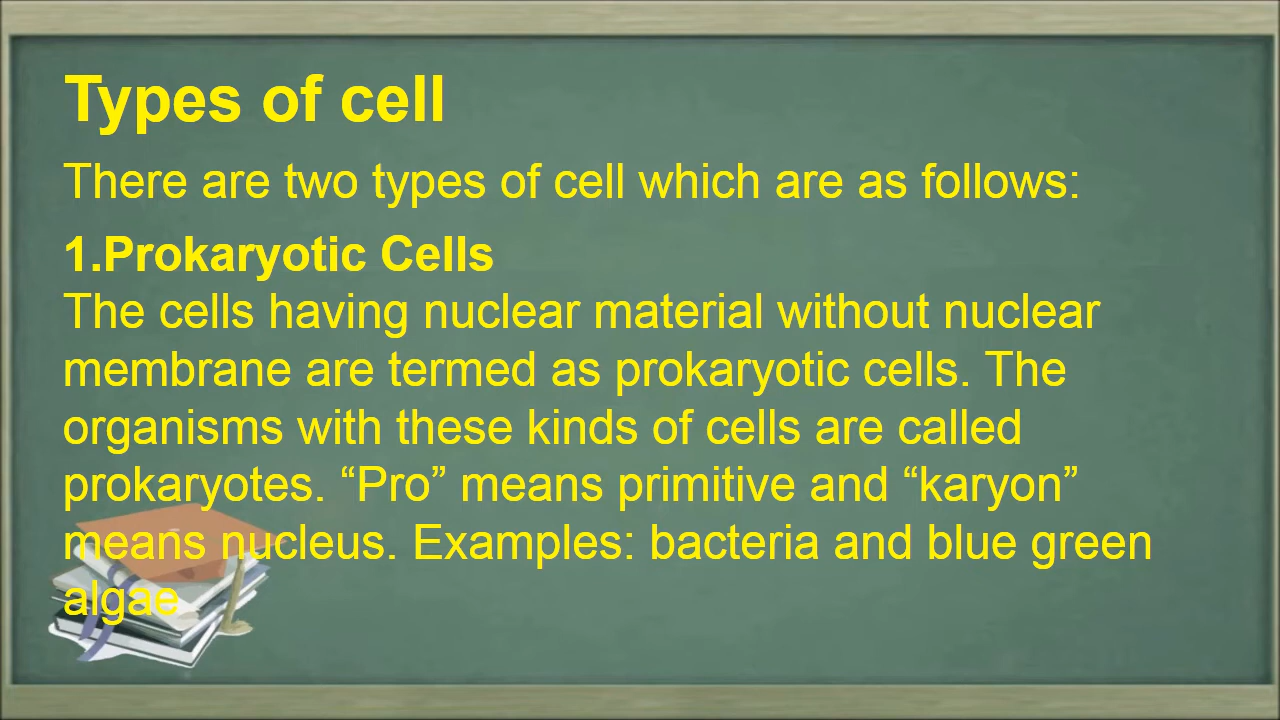 Types of cell
There are two types of cell which are as follows:
1.Prokaryotic Cells
The cells having nuclear material without nuclear
membrane are termed as prokaryotic cells. The
organisms with these kinds of cells are called
prokaryotes. “Pro” means primitive and “karyon”
means nucleus. Examples: bacteria and blue green
algae